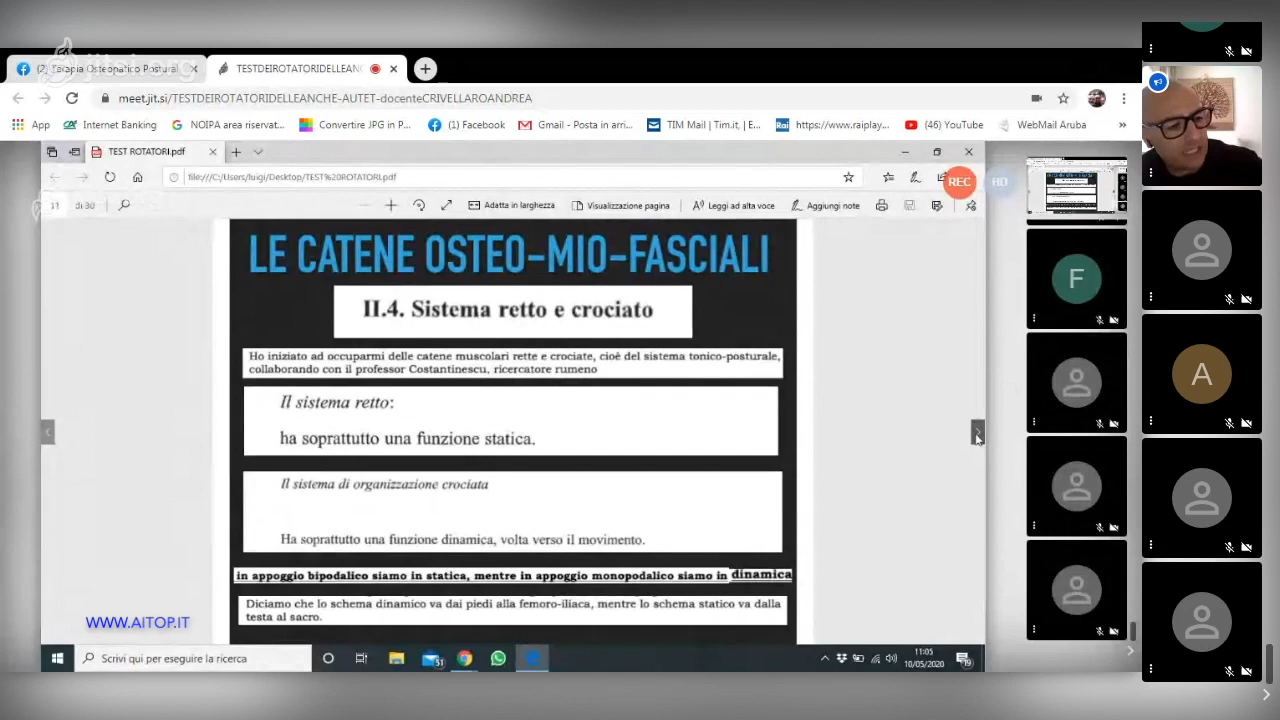 (2) Terapia Osteopatico Postural
TESTDEIROTATORIDELLEANC
meet.jit.si/TESTDEIROTATORIDELLEANCHE-AUTET-docenteCRIVELLAROANDREA
App
Internet Banking
NOIPA area riservat...
Convertire JPG in P...
(1) Facebook
Gmail - Posta in arri...
TIM Mail | Tim.it, | E...
https://www.raiplay...
(46) YouTube
WebMail Aruba
TEST ROTATORI.pdf
file:///C:/Users/luigi/Desktop/TEST%20ROTATORI.pdf
REC
HD
di 30
Adatta in larghezza
Visualizzazione pagina
Leggi ad alta voce
Aggiungi note
LE CATENE OSTEO-MIO-FASCIALI
II.4. Sistema retto e crociato
Ho iniziato ad occuparmi delle catene muscolari rette e crociate, cioè del sistema tonico-posturale,
collaborando con il professor Costantinescu, ricercatore rumeno
Il sistema retto:
ha soprattutto una funzione statica.
Il sistema di organizzazione crociata
Ha soprattutto una funzione dinamica, volta verso il movimento.
in appoggio bipodalico siamo in statica, mentre in appoggio monopodalico siamo in dinamica
Diciamo che lo schema dinamico va dai piedi alla femoro-iliaca, mentre lo schema statico va dalla
testa al sacro.
WWW.AITOP.IT
F
A
Scrivi qui per eseguire la ricerca
51
11:05
10/05/2020
19